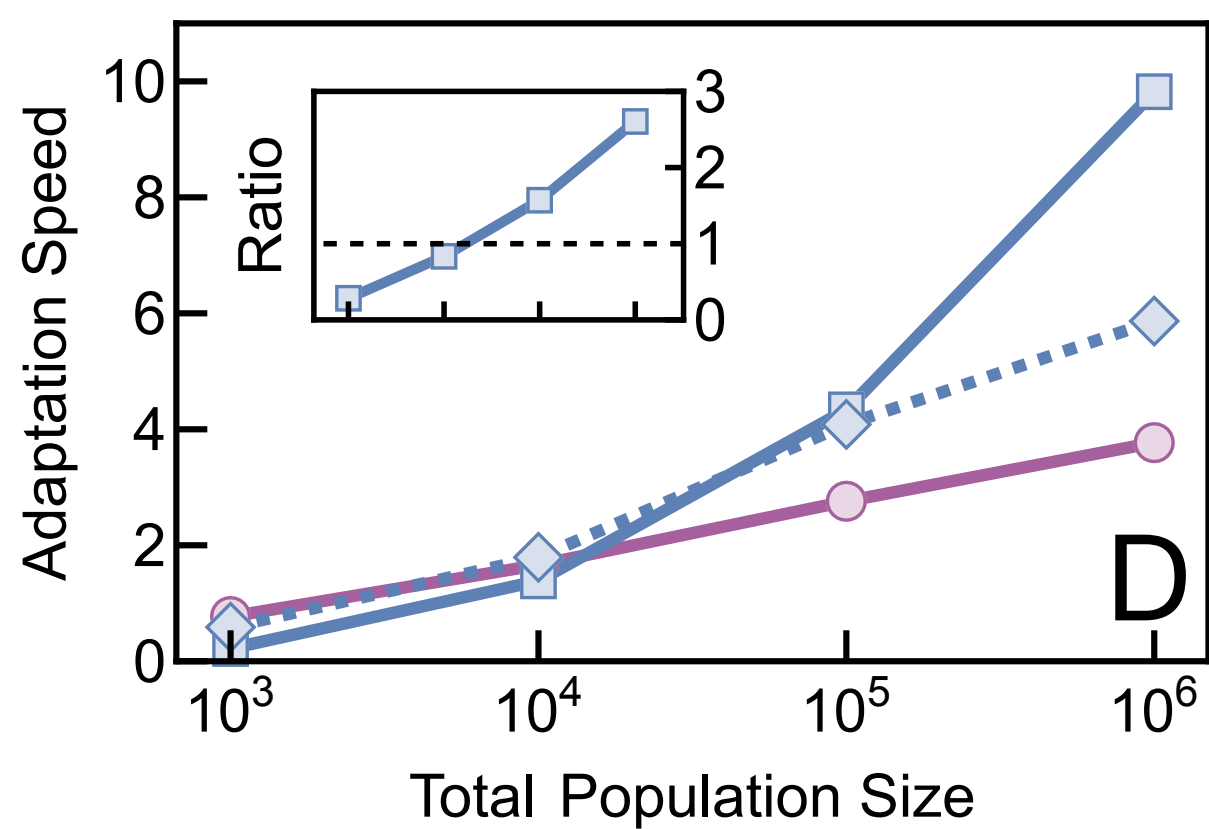 Adaptation Speed
10
8
6
4
2
0
Ratio
3
2
1
0
D
10³ 10⁴ 10⁵ 10⁶
Total Population Size